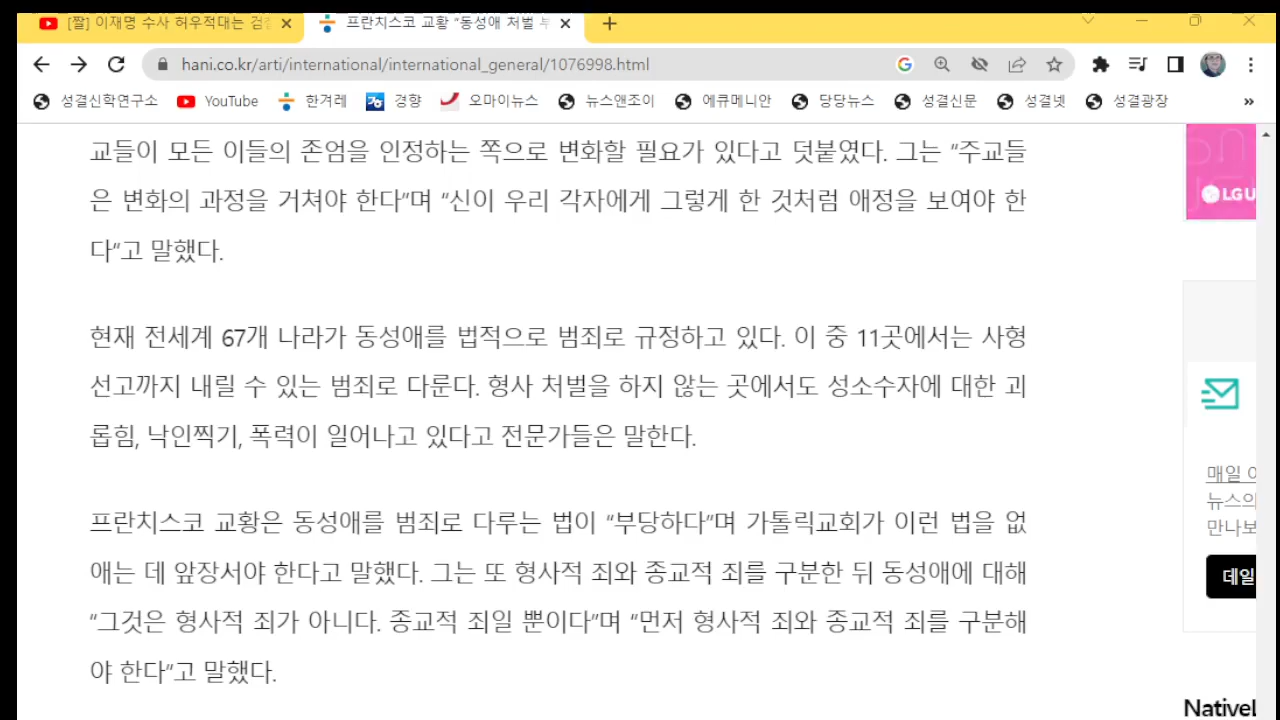 [짤] 이재명 수사 허우적대는 검
프란치스코 교황 “동성애 처벌 부
hani.co.kr/arti/international/international_general/1076998.html
성결신학연구소 YouTube 한겨레 경향 오마이뉴스 뉴스앤조이 에큐메니안 당당뉴스 성결신문 성결넷 성결광장 »
교들이 모든 이들의 존엄을 인정하는 쪽으로 변화할 필요가 있다고 덧붙였다. 그는 “주교들
은 변화의 과정을 거쳐야 한다”며 “신이 우리 각자에게 그렇게 한 것처럼 애정을 보여야 한
다”고 말했다.
현재 전세계 67개 나라가 동성애를 법적으로 범죄로 규정하고 있다. 이 중 11곳에서는 사형
선고까지 내릴 수 있는 범죄로 다룬다. 형사 처벌을 하지 않는 곳에서도 성소수자에 대한 괴
롭힘, 낙인찍기, 폭력이 일어나고 있다고 전문가들은 말한다.
프란치스코 교황은 동성애를 범죄로 다루는 법이 “부당하다”며 가톨릭교회가 이런 법을 없
애는 데 앞장서야 한다고 말했다. 그는 또 형사적 죄와 종교적 죄를 구분한 뒤 동성애에 대해
“그것은 형사적 죄가 아니다. 종교적 죄일 뿐이다”며 “먼저 형사적 죄와 종교적 죄를 구분해
야 한다”고 말했다.
LG U
매일 이
뉴스의
만나보
데일
Native